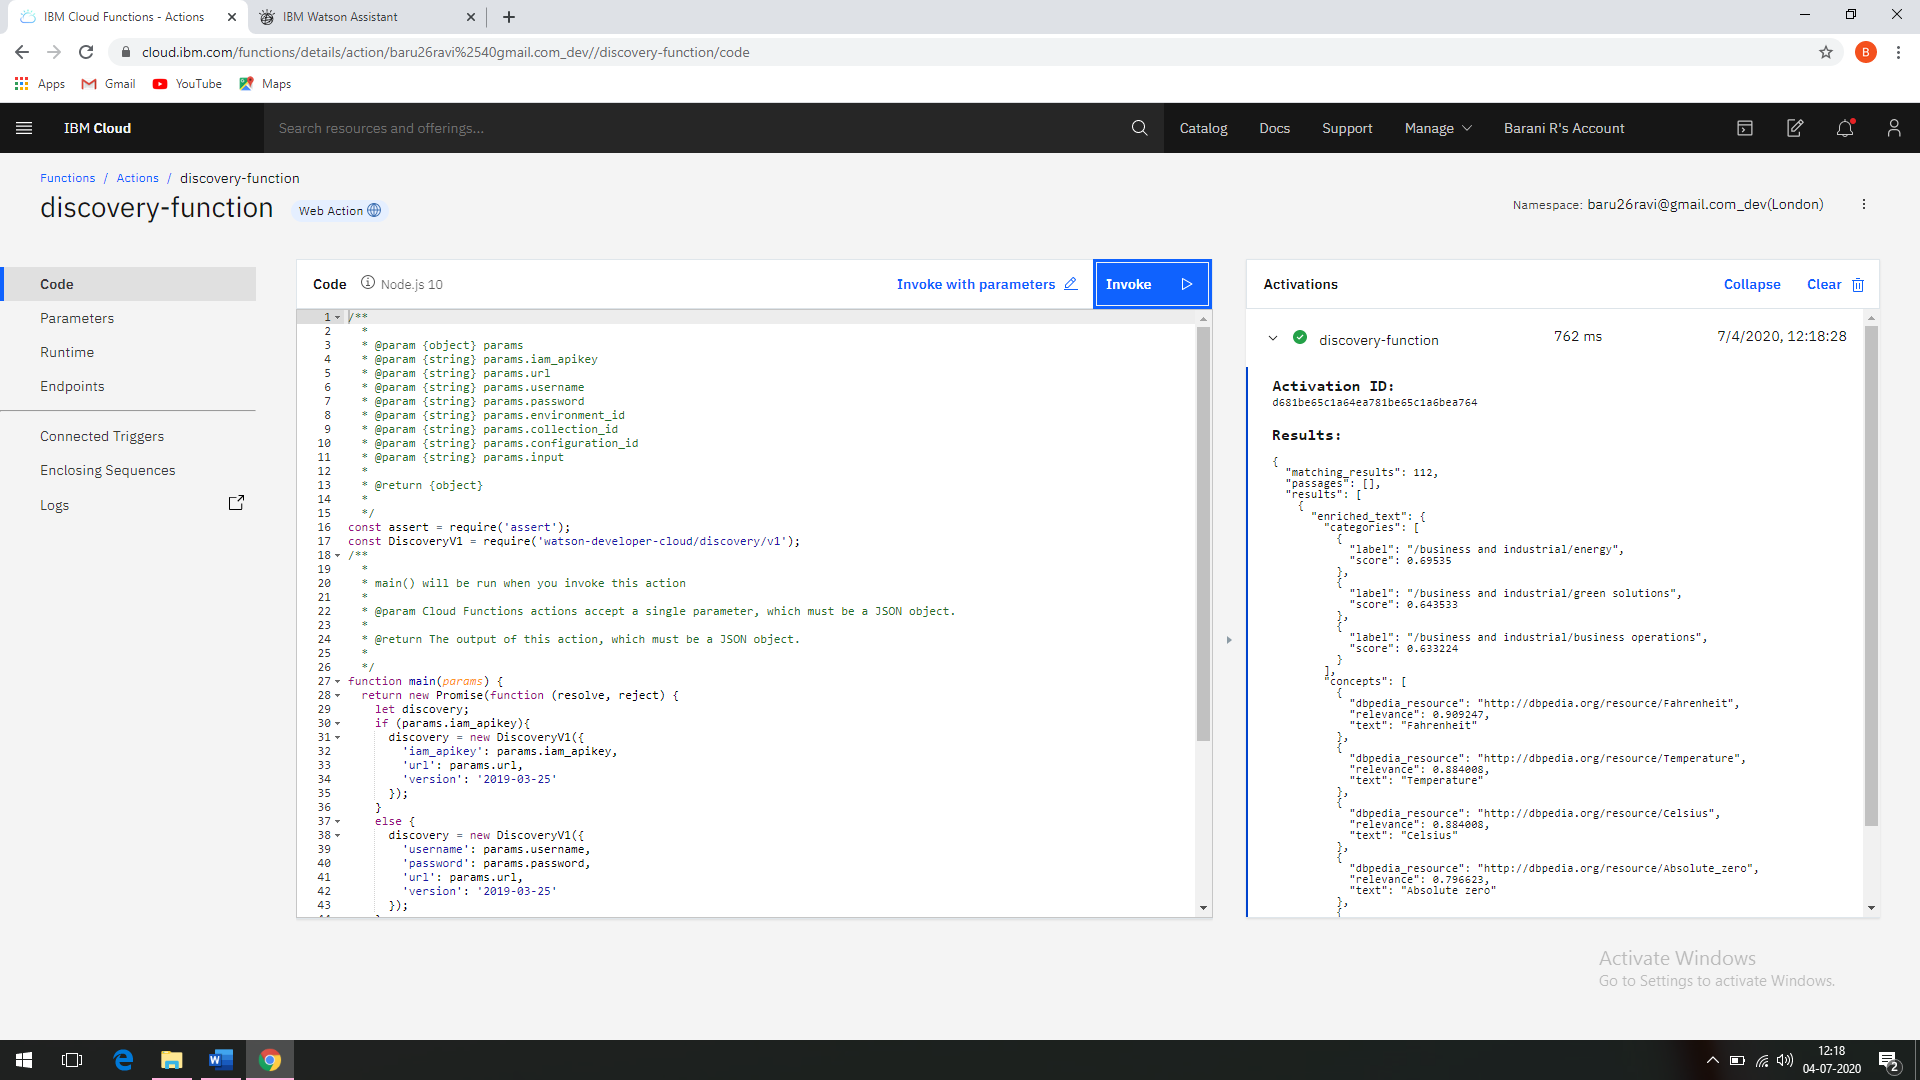 IBM Cloud Functions - Actions
IBM Watson Assistant
cloud.ibm.com/functions/details/action/baru26ravi%2540gmail.com_dev//discovery-function/code
B
Apps
Gmail
YouTube
Maps
IBM Cloud
Search resources and offerings...
Catalog
Docs
Support
Manage
Barani R's Account
Functions / Actions / discovery-function
discovery-function
Web Action
Namespace: baru26ravi@gmail.com_dev(London)
Code
Parameters
Runtime
Endpoints
Connected Triggers
Enclosing Sequences
Logs
Code
Node.js 10
Invoke with parameters
Invoke
1 /**
2 *
3 * @param {object} params
4 * @param {string} params.iam_apikey
5 * @param {string} params.url
6 * @param {string} params.username
7 * @param {string} params.password
8 * @param {string} params.environment_id
9 * @param {string} params.collection_id
10 * @param {string} params.configuration_id
11 * @param {string} params.input
12 *
13 * @return {object}
14 *
15 */
16 const assert = require('assert');
17 const DiscoveryV1 = require('watson-developer-cloud/discovery/v1');
18 /**
19 *
20 * main() will be run when you invoke this action
21 *
22 * @param Cloud Functions actions accept a single parameter, which must be a JSON object.
23 *
24 * @return The output of this action, which must be a JSON object.
25 *
26 */
27 function main(params) {
28 return new Promise(function (resolve, reject) {
29 let discovery;
30 if (params.iam_apikey){
31 discovery = new DiscoveryV1({
32 'iam_apikey': params.iam_apikey,
33 'url': params.url,
34 'version': '2019-03-25'
35 });
36 }
37 else {
38 discovery = new DiscoveryV1({
39 'username': params.username,
40 'password': params.password,
41 'url': params.url,
42 'version': '2019-03-25'
43 });
Activations
Collapse
Clear
discovery-function
762 ms
7/4/2020, 12:18:28
Activation ID:
d681be65c1a64ea781be65c1a6bea764
Results:
{
"matching_results": 112,
"passages": [],
"results": [
{
"enriched_text": {
"categories": [
{
"label": "/business and industrial/energy",
"score": 0.69535
},
{
"label": "/business and industrial/green solutions",
"score": 0.643533
},
{
"label": "/business and industrial/business operations",
"score": 0.633224
}
],
"concepts": [
{
"dbpedia_resource": "http://dbpedia.org/resource/Fahrenheit",
"relevance": 0.909247,
"text": "Fahrenheit"
},
{
"dbpedia_resource": "http://dbpedia.org/resource/Temperature",
"relevance": 0.884008,
"text": "Temperature"
},
{
"dbpedia_resource": "http://dbpedia.org/resource/Celsius",
"relevance": 0.884008,
"text": "Celsius"
},
{
"dbpedia_resource": "http://dbpedia.org/resource/Absolute_zero",
"relevance": 0.796623,
"text": "Absolute zero"
},
{
Activate Windows
Go to Settings to activate Windows.
12:18
04-07-2020
2